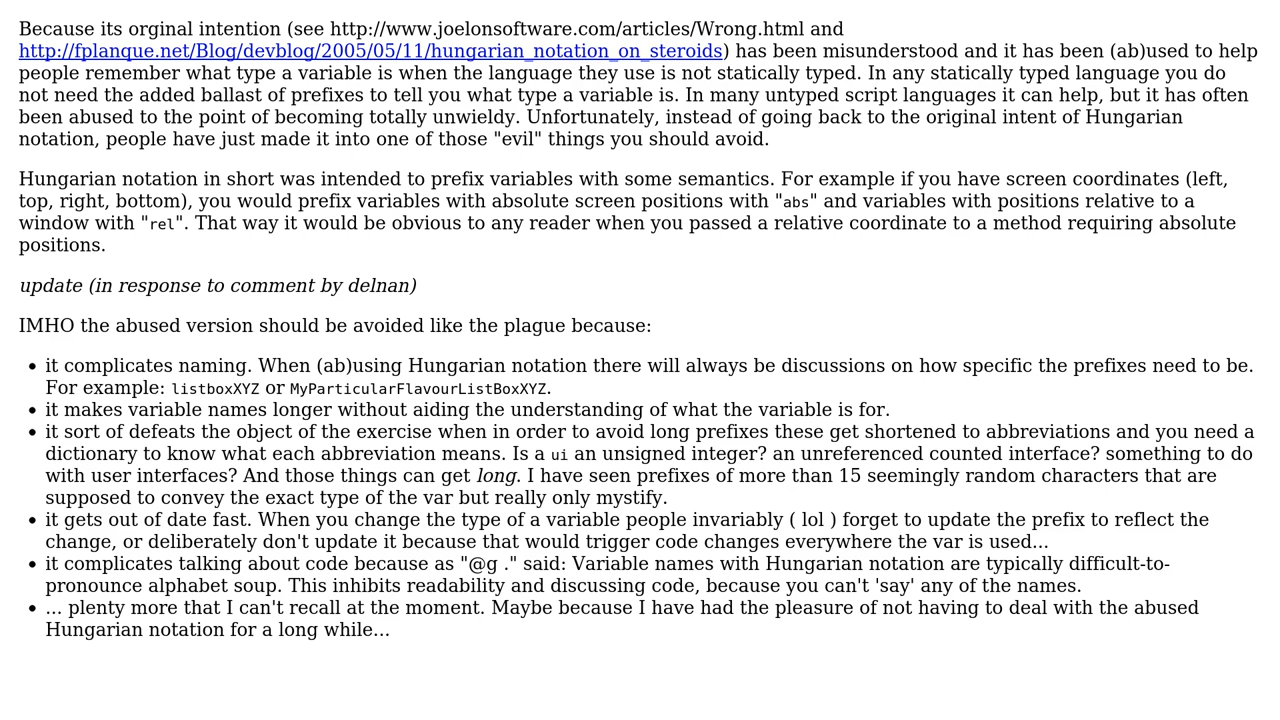 Because its orginal intention (see http://www.joelonsoftware.com/articles/Wrong.html and
http://fplanque.net/Blog/devblog/2005/05/11/hungarian_notation_on_steroids) has been misunderstood and it has been (ab)used to help
people remember what type a variable is when the language they use is not statically typed. In any statically typed language you do
not need the added ballast of prefixes to tell you what type a variable is. In many untyped script languages it can help, but it has often
been abused to the point of becoming totally unwieldy. Unfortunately, instead of going back to the original intent of Hungarian
notation, people have just made it into one of those "evil" things you should avoid.
Hungarian notation in short was intended to prefix variables with some semantics. For example if you have screen coordinates (left,
top, right, bottom), you would prefix variables with absolute screen positions with "abs" and variables with positions relative to a
window with "rel". That way it would be obvious to any reader when you passed a relative coordinate to a method requiring absolute
positions.
update (in response to comment by delnan)
IMHO the abused version should be avoided like the plague because:
• it complicates naming. When (ab)using Hungarian notation there will always be discussions on how specific the prefixes need to be.
For example: listboxXYZ or MyParticularFlavourListBoxXYZ.
• it makes variable names longer without aiding the understanding of what the variable is for.
• it sort of defeats the object of the exercise when in order to avoid long prefixes these get shortened to abbreviations and you need a
dictionary to know what each abbreviation means. Is a ui an unsigned integer? an unreferenced counted interface? something to do
with user interfaces? And those things can get long. I have seen prefixes of more than 15 seemingly random characters that are
supposed to convey the exact type of the var but really only mystify.
• it gets out of date fast. When you change the type of a variable people invariably ( lol ) forget to update the prefix to reflect the
change, or deliberately don't update it because that would trigger code changes everywhere the var is used...
• it complicates talking about code because as "@g ." said: Variable names with Hungarian notation are typically difficult-to-
pronounce alphabet soup. This inhibits readability and discussing code, because you can't 'say' any of the names.
• ... plenty more that I can't recall at the moment. Maybe because I have had the pleasure of not having to deal with the abused
Hungarian notation for a long while...